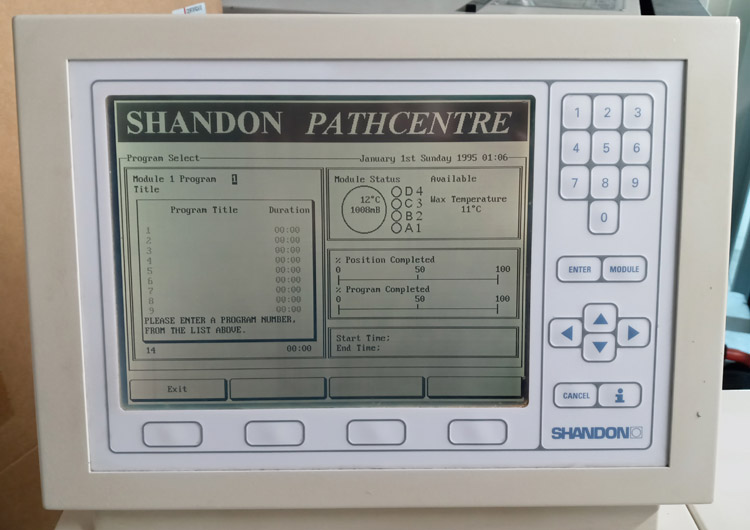 SHANDON PATHCENTRE
Program Select January 1st Sunday 1995 01:06
Module 1 Program 1
Title
Program Title Duration
1 00:00
2 00:00
3 00:00
4 00:00
5 00:00
6 00:00
7 00:00
8 00:00
9 00:00
PLEASE ENTER A PROGRAM NUMBER,
FROM THE LIST ABOVE.
14 00:00
Module Status Available
12°C
1008mB
D 4
C 3
B 2
A 1
Wax Temperature
11°C
% Position Completed
0 50 100
% Program Completed
0 50 100
Start Time:
End Time:
Exit
1 2 3
4 5 6
7 8 9
0
ENTER MODULE
CANCEL i
SHANDON